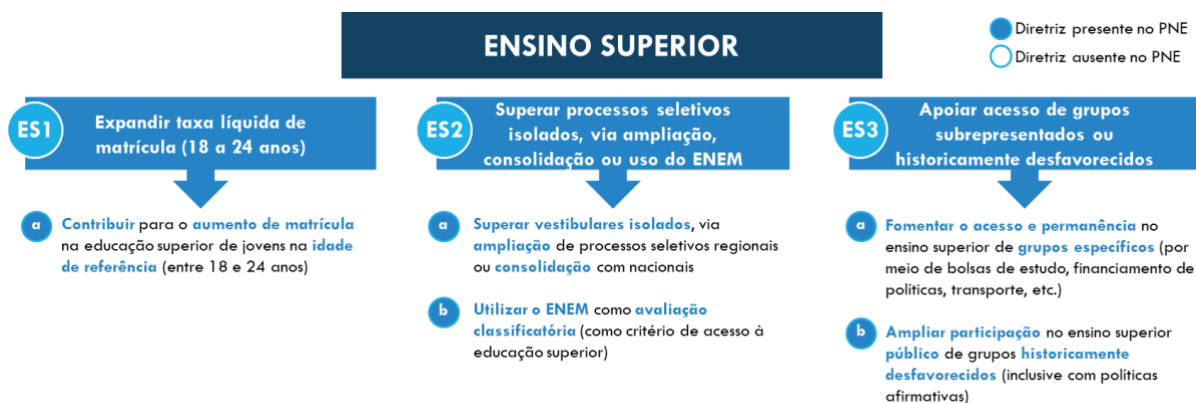 ENSINO SUPERIOR
Diretriz presente no PNE
Diretriz ausente no PNE
ES1
Expandir taxa líquida de
matrícula (18 a 24 anos)
a
Contribuir para o aumento de matrícula
na educação superior de jovens na idade
de referência (entre 18 e 24 anos)
ES2
Superar processos seletivos
isolados, via ampliação,
consolidação ou uso do ENEM
a
Superar vestibulares isolados, via
ampliação de processos seletivos regionais
ou consolidação com nacionais
b
Utilizar o ENEM como avaliação
classificatória (como critério de acesso à
educação superior)
ES3
Apoiar acesso de grupos
subrepresentados ou
historicamente desfavorecidos
a
Fomentar o acesso e permanência no
ensino superior de grupos específicos (por
meio de bolsas de estudo, financiamento de
políticas, transporte, etc.)
b
Ampliar participação no ensino superior
público de grupos historicamente
desfavorecidos (inclusive com políticas
afirmativas)